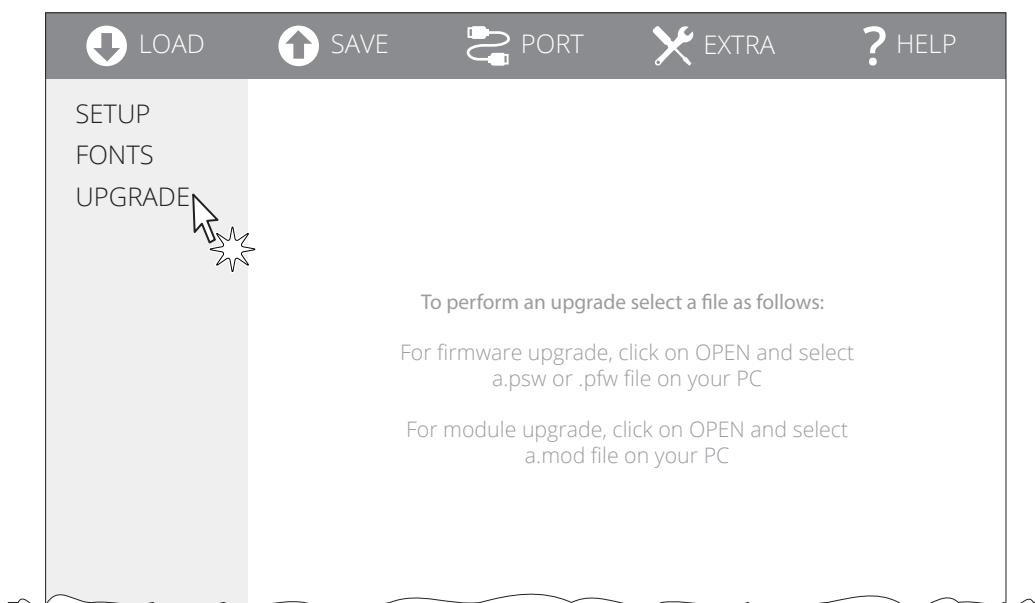 LOAD SAVE PORT EXTRA ? HELP
SETUP
FONTS
UPGRADE
To perform an upgrade select a file as follows:
For firmware upgrade, click on OPEN and select
a.psw or .pfw file on your PC
For module upgrade, click on OPEN and select
a.mod file on your PC